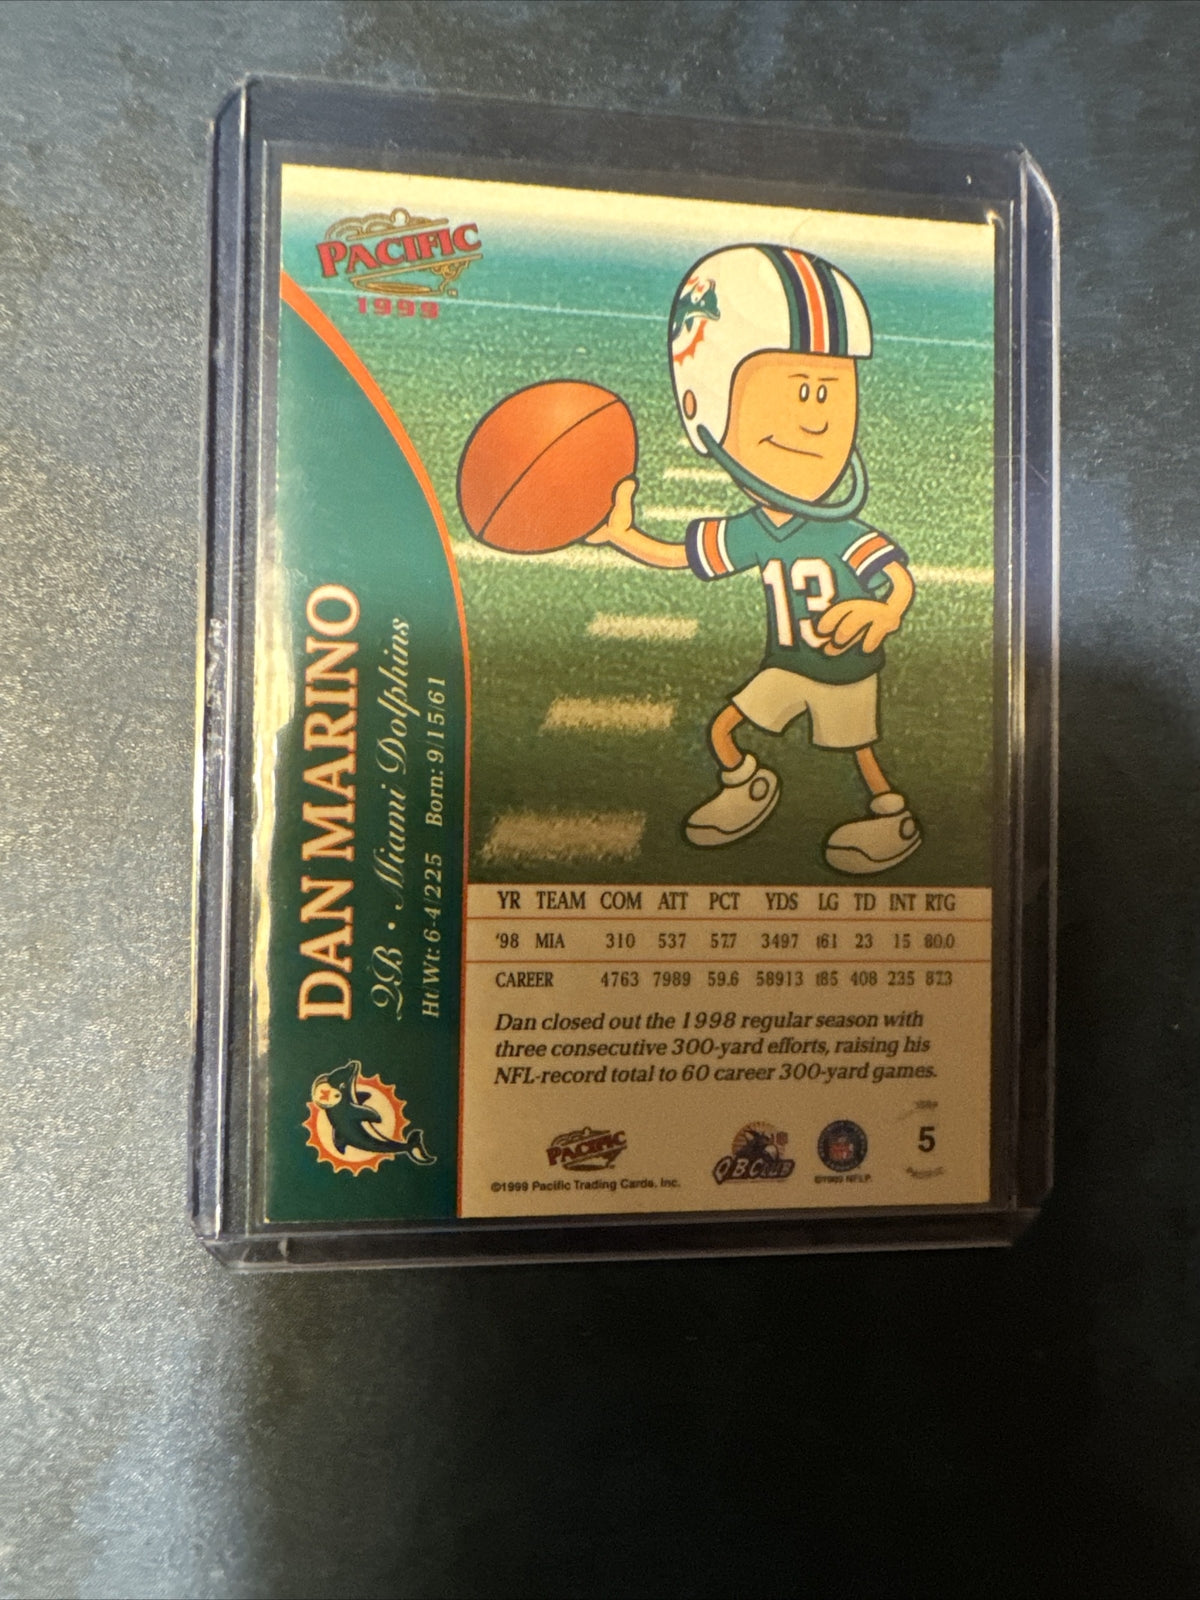 PACIFIC
1999
DAN MARINO
QB • Miami Dolphins
Ht/Wt: 6-4/225 Born: 9/15/61
13
YR TEAM COM ATT PCT YDS LG TD INT RTG
'98 MIA 310 537 57.7 3497 t61 23 15 80.0
CAREER 4763 7989 59.6 58913 t85 408 235 87.3
Dan closed out the 1998 regular season with
three consecutive 300-yard efforts, raising his
NFL-record total to 60 career 300-yard games.
PACIFIC
©1999 Pacific Trading Cards, Inc.
QB CLUB
NFL
©1999 NFLP.
5